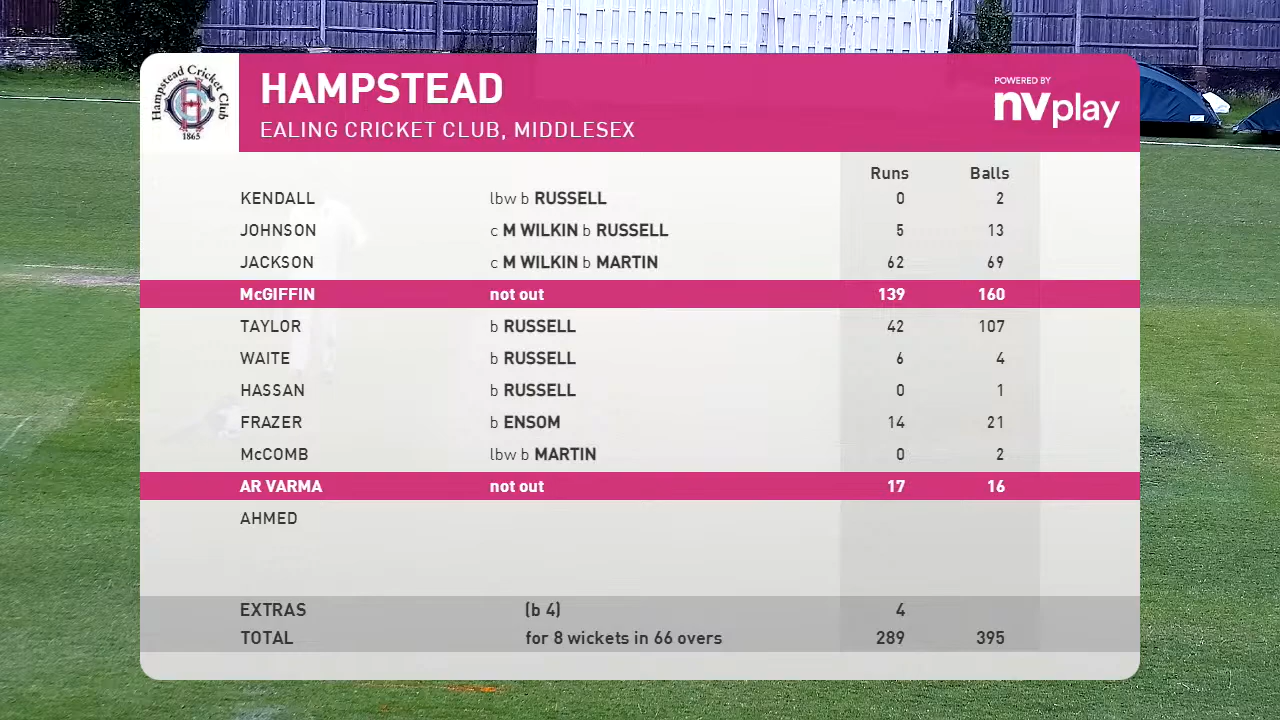 Hampstead Cricket Club
1865
HAMPSTEAD
EALING CRICKET CLUB, MIDDLESEX
POWERED BY
nvplay
Runs Balls
KENDALL lbw b RUSSELL 0 2
JOHNSON c M WILKIN b RUSSELL 5 13
JACKSON c M WILKIN b MARTIN 62 69
McGIFFIN not out 139 160
TAYLOR b RUSSELL 42 107
WAITE b RUSSELL 6 4
HASSAN b RUSSELL 0 1
FRAZER b ENSOM 14 21
McCOMB lbw b MARTIN 0 2
AR VARMA not out 17 16
AHMED
EXTRAS (b 4) 4
TOTAL for 8 wickets in 66 overs 289 395